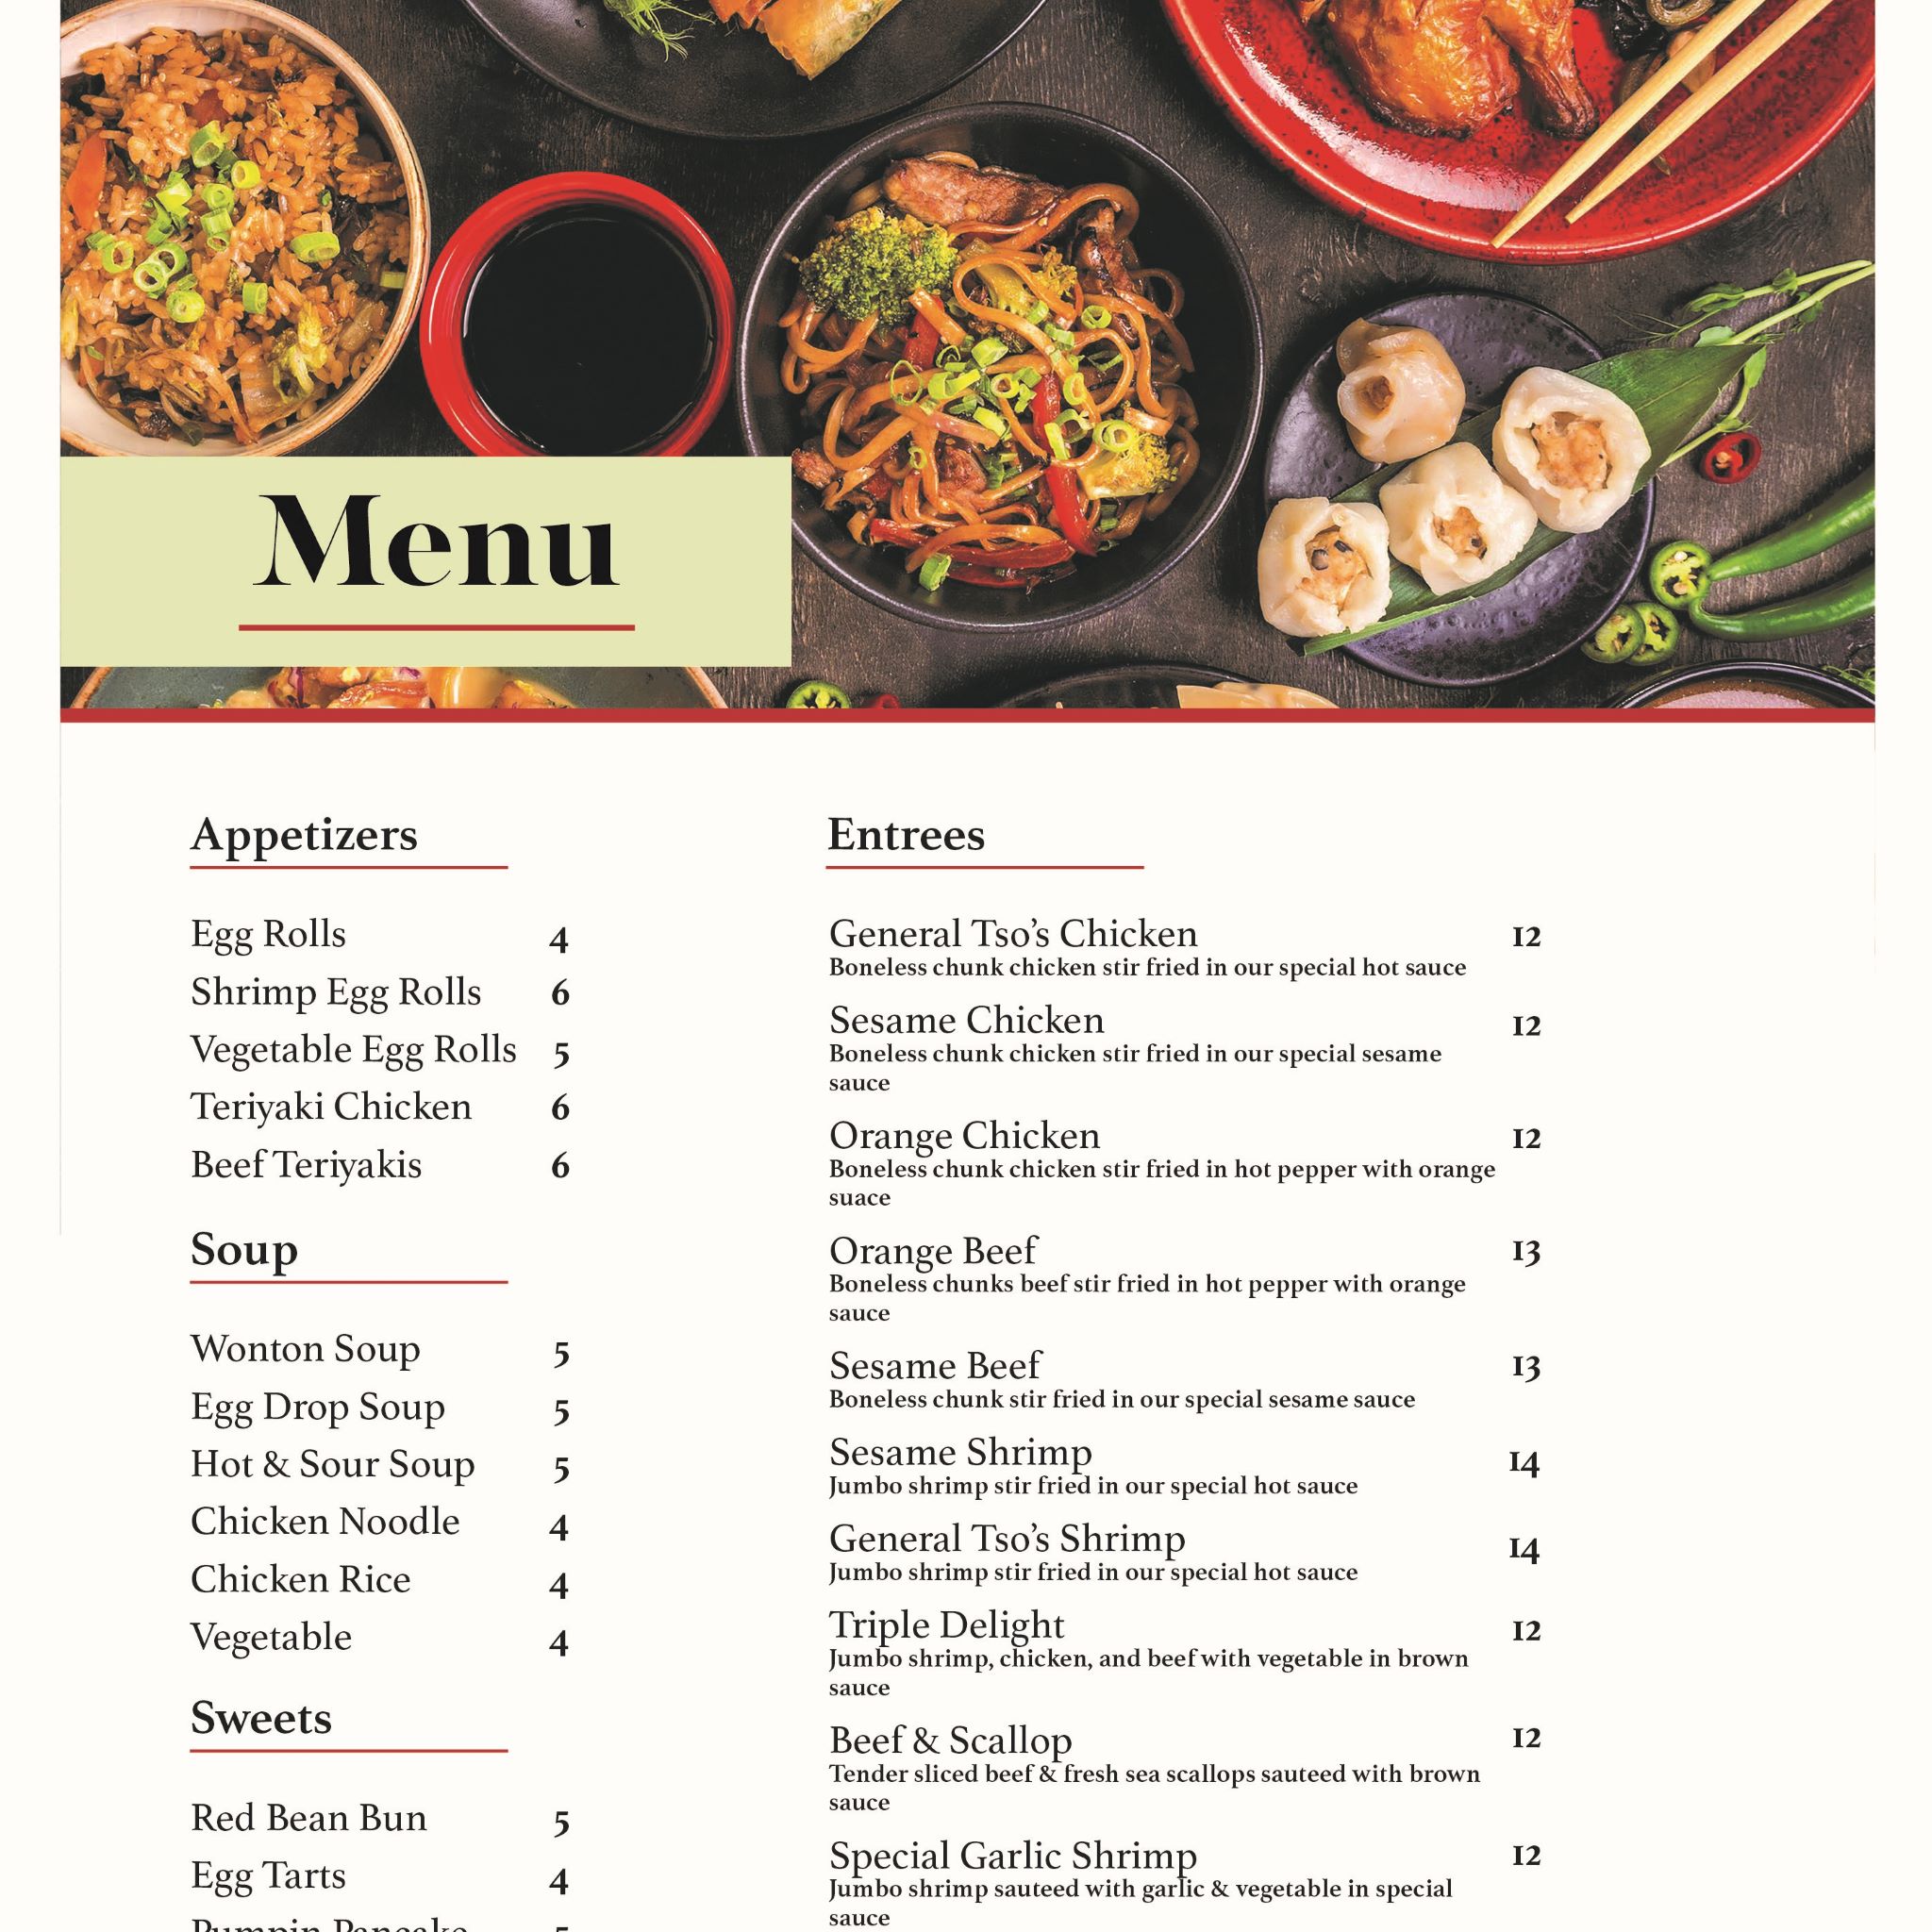 Menu
Appetizers
Egg Rolls 4
Shrimp Egg Rolls 6
Vegetable Egg Rolls 5
Teriyaki Chicken 6
Beef Teriyakis 6
Soup
Wonton Soup 5
Egg Drop Soup 5
Hot & Sour Soup 5
Chicken Noodle 4
Chicken Rice 4
Vegetable 4
Sweets
Red Bean Bun 5
Egg Tarts 4
Pumpin Pancake 5
Entrees
General Tso's Chicken 12
Boneless chunk chicken stir fried in our special hot sauce
Sesame Chicken 12
Boneless chunk chicken stir fried in our special sesame
sauce
Orange Chicken 12
Boneless chunk chicken stir fried in hot pepper with orange
suace
Orange Beef 13
Boneless chunks beef stir fried in hot pepper with orange
sauce
Sesame Beef 13
Boneless chunk stir fried in our special sesame sauce
Sesame Shrimp 14
Jumbo shrimp stir fried in our special hot sauce
General Tso's Shrimp 14
Jumbo shrimp stir fried in our special hot sauce
Triple Delight 12
Jumbo shrimp, chicken, and beef with vegetable in brown
sauce
Beef & Scallop 12
Tender sliced beef & fresh sea scallops sauteed with brown
sauce
Special Garlic Shrimp 12
Jumbo shrimp sauteed with garlic & vegetable in special
sauce